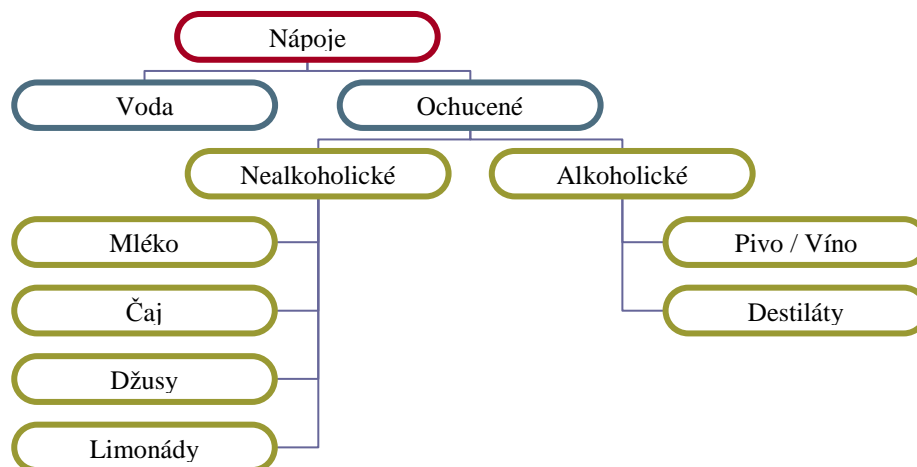 Nápoje
Voda
Ochucené
Nealkoholické
Alkoholické
Mléko
Pivo / Víno
Čaj
Destiláty
Džusy
Limonády